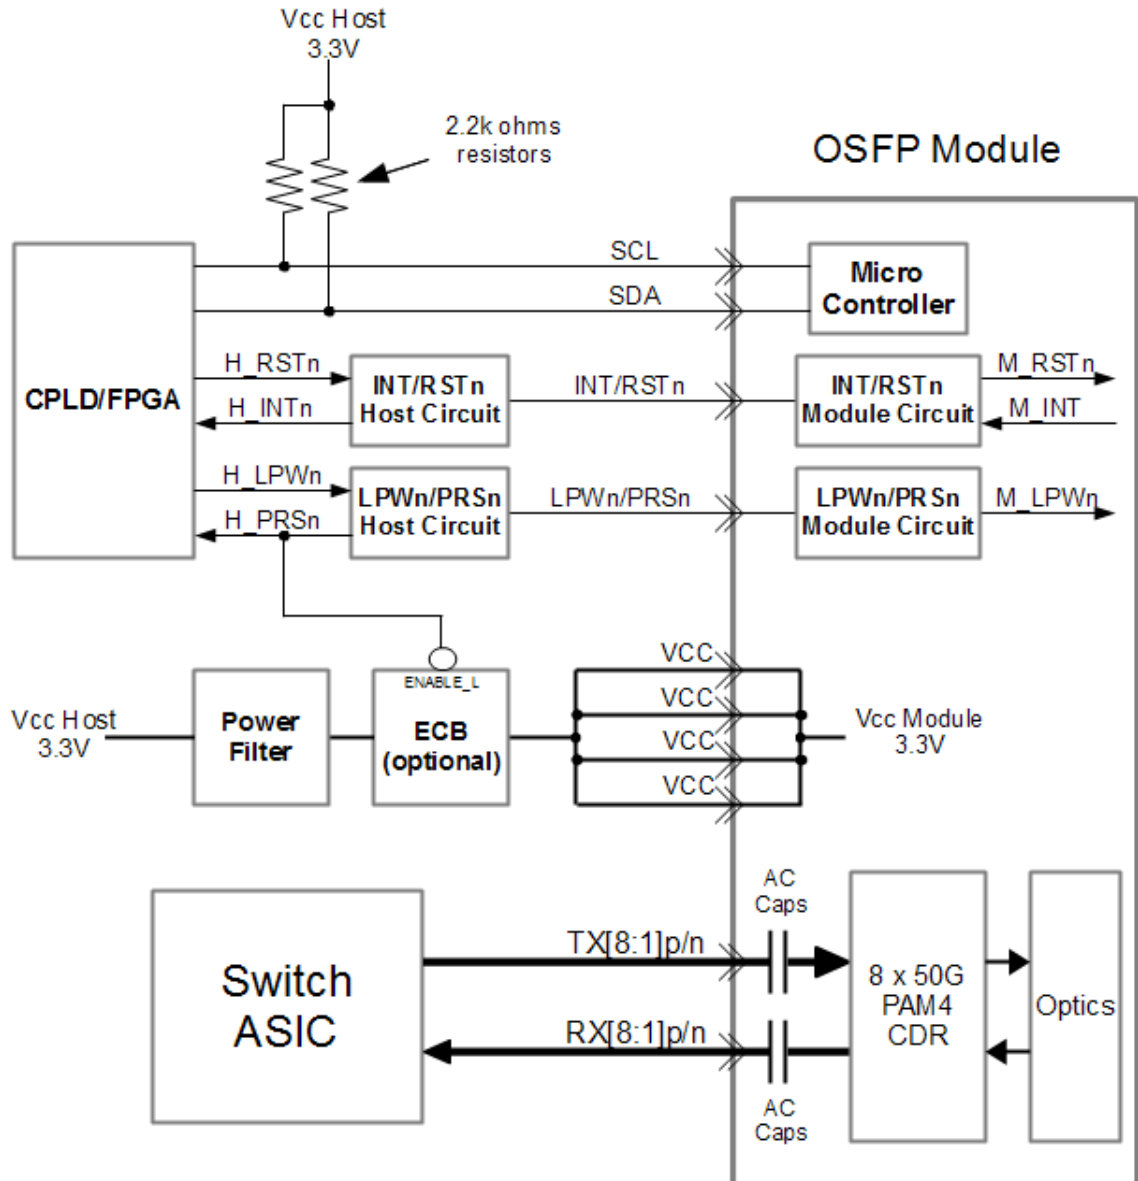 Vcc Host
3.3V
2.2k ohms
resistors
OSFP Module
SCL
SDA
Micro
Controller
CPLD/FPGA
H_RSTn
H_INTn
INT/RSTn
Host Circuit
INT/RSTn
INT/RSTn
Module Circuit
M_RSTn
M_INT
H_LPWn
H_PRSn
LPWn/PRSn
Host Circuit
LPWn/PRSn
LPWn/PRSn
Module Circuit
M_LPWn
Vcc Host
3.3V
Power
Filter
ENABLE_L
ECB
(optional)
VCC
VCC
VCC
VCC
Vcc Module
3.3V
Switch
ASIC
TX[8:1]p/n
RX[8:1]p/n
AC
Caps
AC
Caps
8 x 50G
PAM4
CDR
Optics